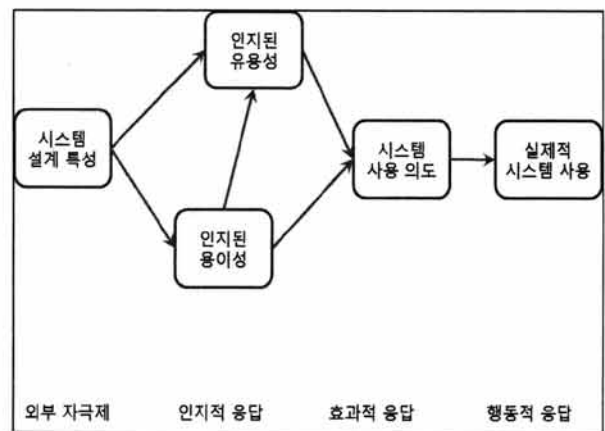 인지된
유용성
시스템
설계 특성
시스템
사용 의도
실제적
시스템 사용
인지된
용이성
외부 자극제
인지적 응답
효과적 응답
행동적 응답